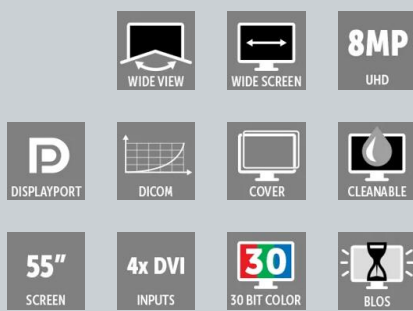 WIDE VIEW
WIDE SCREEN
8MP
UHD
DISPLAYPORT
DICOM
COVER
CLEANABLE
55"
SCREEN
4x DVI
INPUTS
30
30 BIT COLOR
BLOS